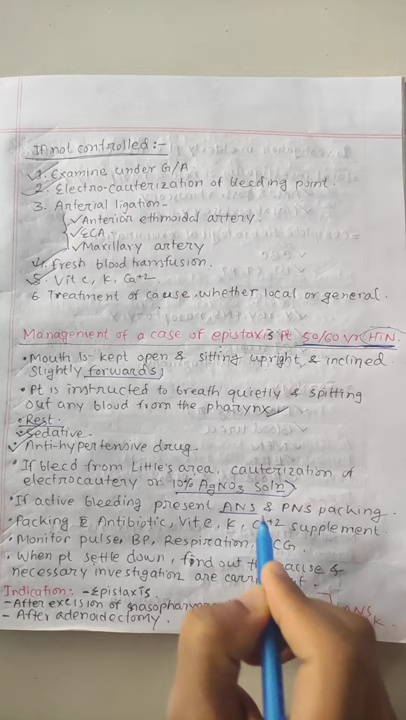 If not controlled :-
1. Examine under G/A.
2. Electro-cauterization of bleeding point.
3. Arterial ligation-
Anterior ethmoidal artery.
ECA
Maxillary artery
4. Fresh blood transfusion.
5. Vit C, K, Ca+2.
6. Treatment of cause, whether local or general.
Management of a case of epistaxis pt 50/60 yr HTN.
• Mouth is kept open & sitting upright & inclined
slightly forwards,
• Pt is instructed to breath quietly & spitting
out any blood from the pharynx
• Rest.
• Sedative.
Anti-hypertensive drug.
• If bleed from Little's area, cauterization of
electrocautery or 10% AgNO3 Soln
• If active bleeding present ANS & PNS packing.
• Packing c̄ Antibiotic, Vit C, K, Ca+2 supplement.
• Monitor pulse, BP, Respiration, ECG.
• When pt settle down, find out the cause &
necessary investigation are out.
Indication: - Epistaxis
- After excision of
- After adenoidectomy.
ANS